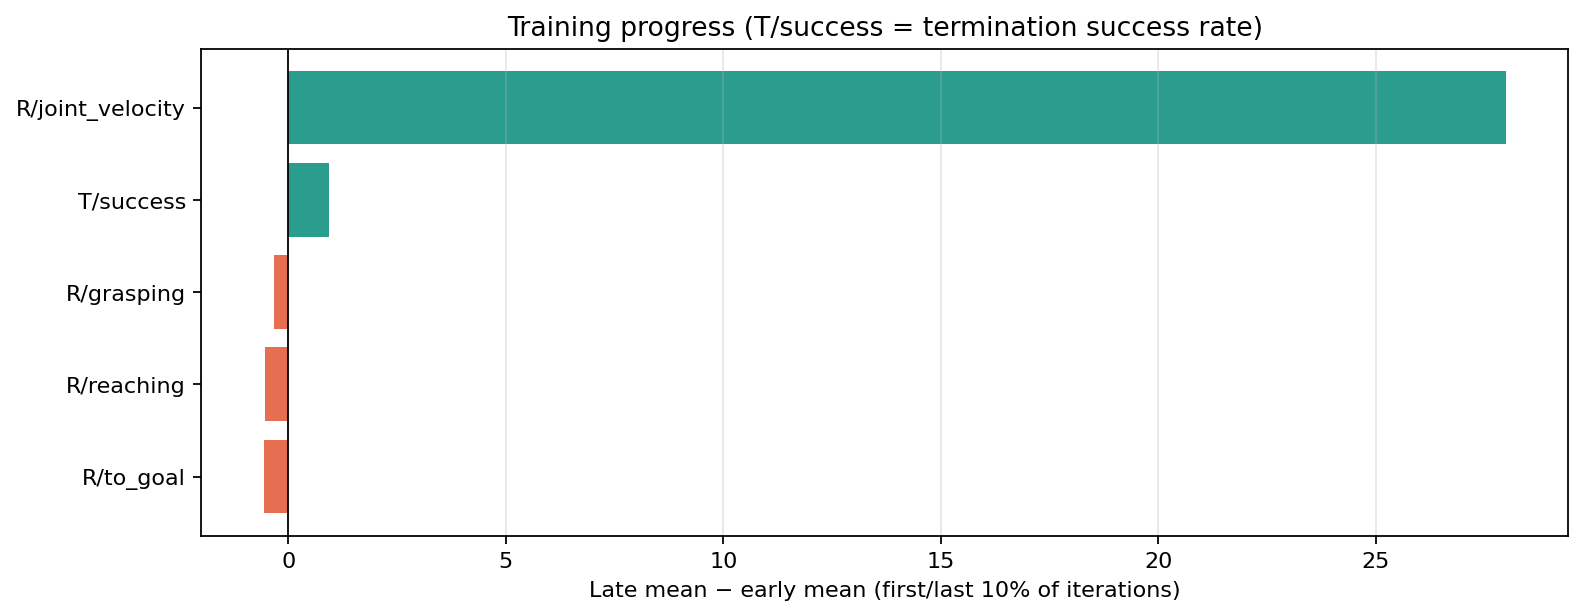 Training progress (T/success = termination success rate)
R/joint_velocity
T/success
R/grasping
R/reaching
R/to_goal
0 5 10 15 20 25
Late mean − early mean (first/last 10% of iterations)